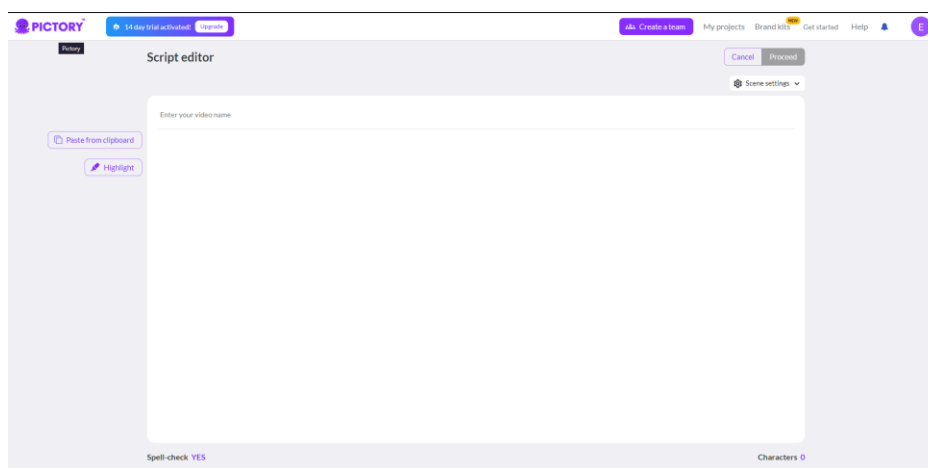 PICTORY 14 day trial activated! Upgrade Create a team My projects Brand kits NEW Get started Help E
Pictory
Script editor Cancel Proceed
Scene settings
Enter your video name
Paste from clipboard
Highlight
Spell-check YES Characters 0